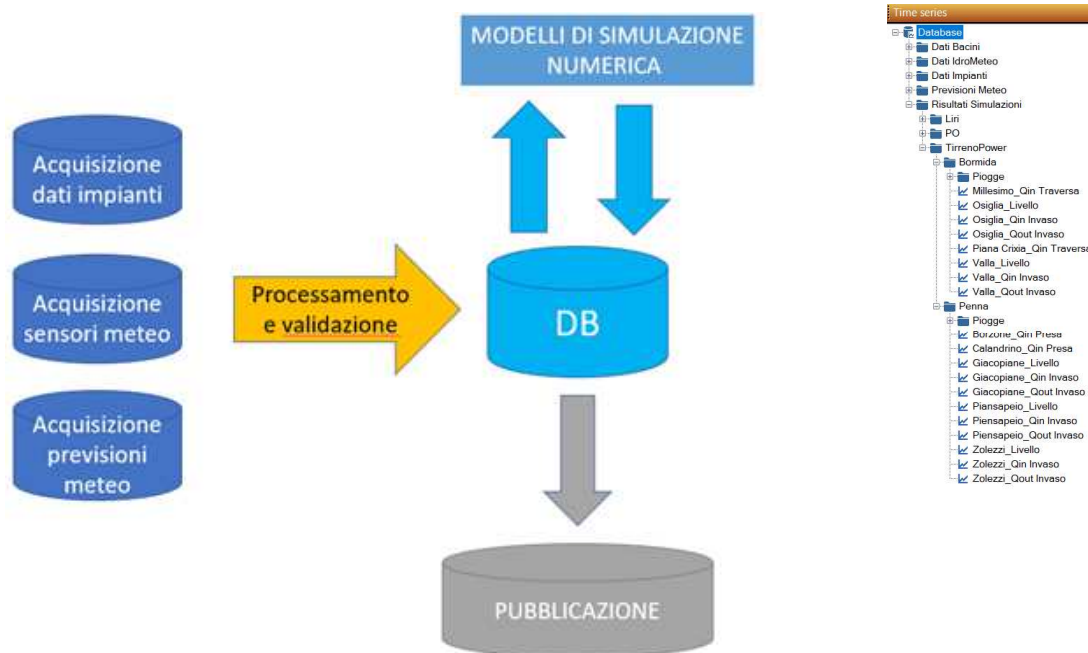 MODELLI DI SIMULAZIONE
NUMERICA
Acquisizione
dati impianti
Acquisizione
sensori meteo
Acquisizione
previsioni
meteo
Processamento
e validazione
DB
PUBBLICAZIONE
Time series
Database
Dati Bacini
Dati IdroMeteo
Dati Impianti
Previsioni Meteo
Risultati Simulazioni
Liri
PO
TirrenoPower
Bormida
Piogge
Millesimo_Qin Traversa
Osiglia_Livello
Osiglia_Qin Invaso
Osiglia_Qout Invaso
Piana Crixia_Qin Traversa
Valla_Livello
Valla_Qin Invaso
Valla_Qout Invaso
Penna
Piogge
Borzone_Qin Presa
Calandrino_Qin Presa
Giacopiane_Livello
Giacopiane_Qin Invaso
Giacopiane_Qout Invaso
Piansapeio_Livello
Piensapeio_Qin Invaso
Piensapeio_Qout Invaso
Zolezzi_Livello
Zolezzi_Qin Invaso
Zolezzi_Qout Invaso